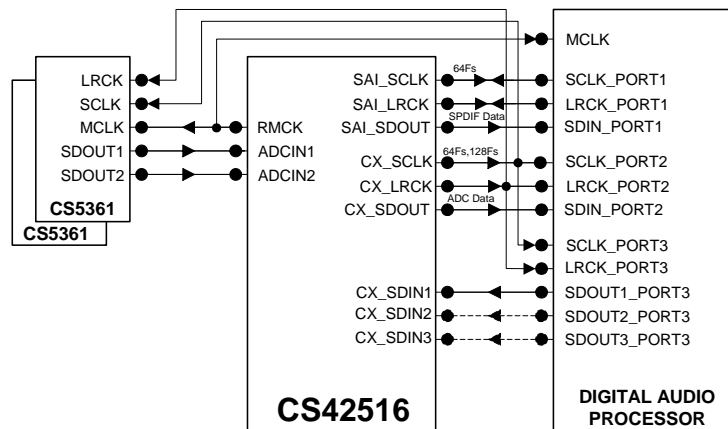 LRCK
SCLK
MCLK
SDOUT1
SDOUT2
CS5361
CS5361
RMCK
ADCIN1
ADCIN2
SAI_SCLK
SAI_LRCK
SAI_SDOUT
CX_SCLK
CX_LRCK
CX_SDOUT
CX_SDIN1
CX_SDIN2
CX_SDIN3
CS42516
64Fs
SPDIF Data
64Fs,128Fs
ADC Data
MCLK
SCLK_PORT1
LRCK_PORT1
SDIN_PORT1
SCLK_PORT2
LRCK_PORT2
SDIN_PORT2
SCLK_PORT3
LRCK_PORT3
SDOUT1_PORT3
SDOUT2_PORT3
SDOUT3_PORT3
DIGITAL AUDIO
PROCESSOR